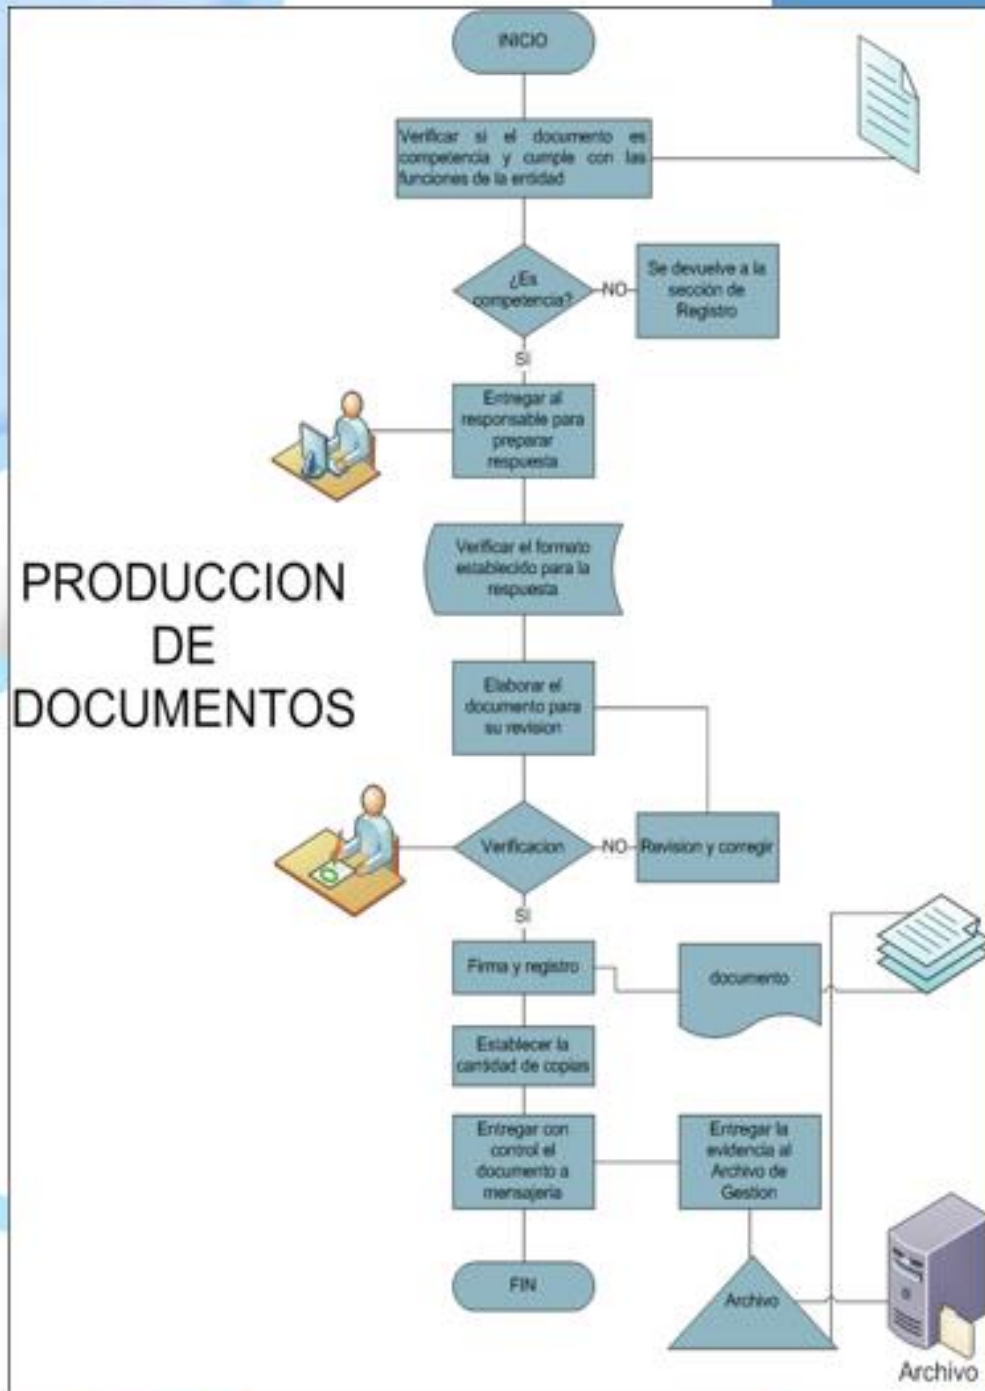 INICIO
Verificar si el documento es
competencia y cumple con las
funciones de la entidad
¿Es
competencia?
NO
Se devuelve a la
sección de
Registro
SI
Entregar al
responsable para
preparar
respuesta
Verificar el formato
establecido para la
respuesta
PRODUCCION
DE
DOCUMENTOS
Elaborar el
documento para
su revision
Verificacion
NO
Revision y corregir
SI
Firma y registro
documento
Establecer la
cantidad de copias
Entregar con
control el
documento a
mensajeria
Entregar la
evidencia al
Archivo de
Gestion
FIN
Archivo
Archivo